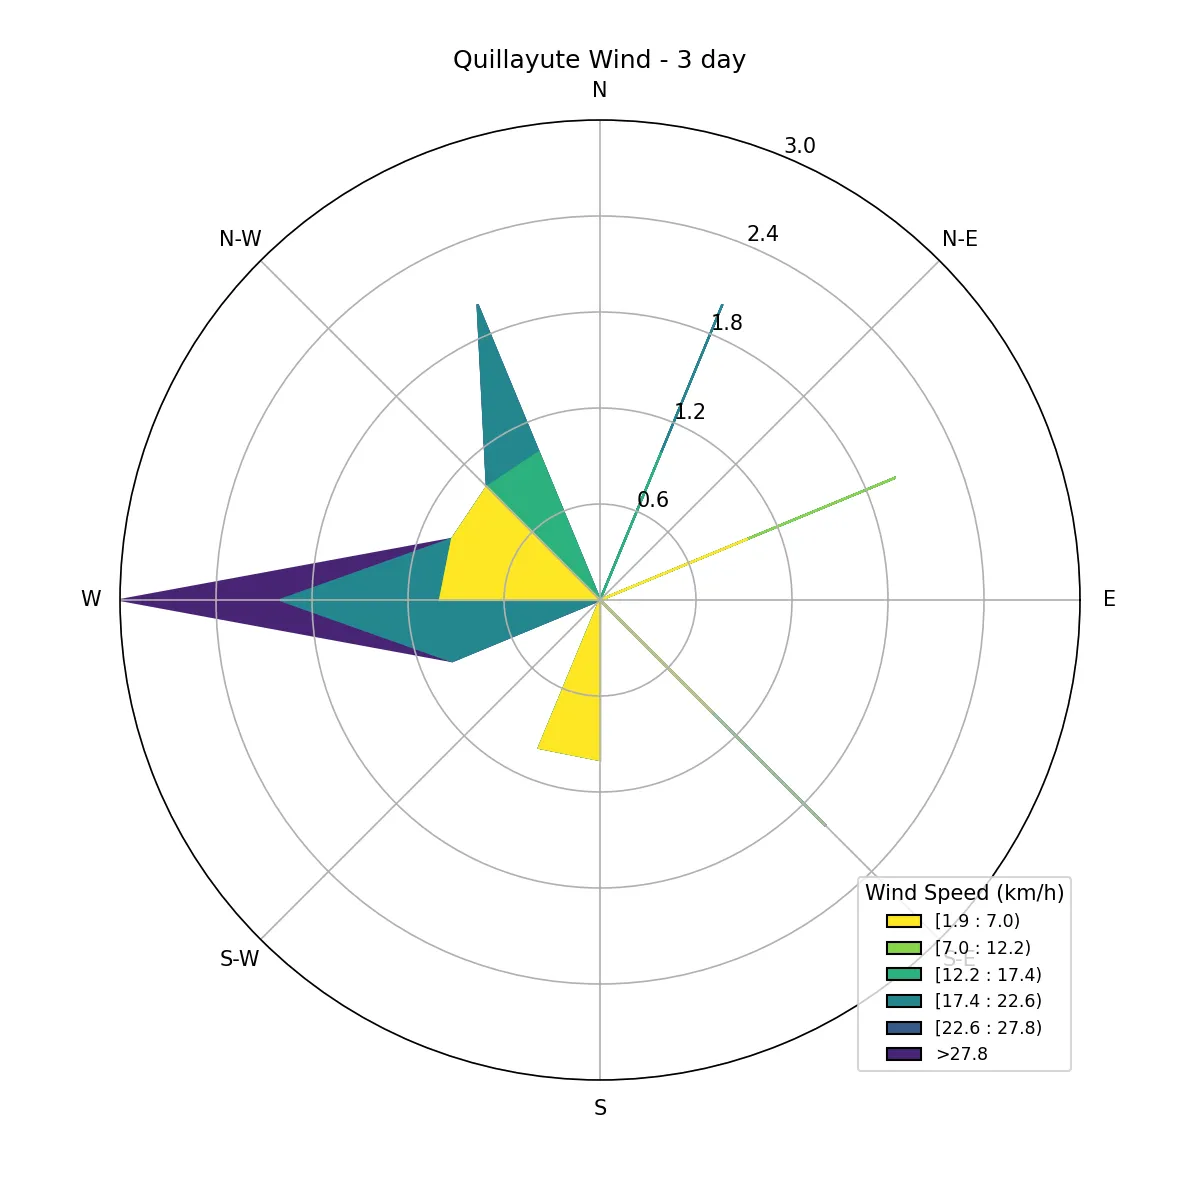 Quillayute Wind - 3 day
N
3.0
N-W
2.4
N-E
1.8
1.2
0.6
W
E
S-W
S-E
S
Wind Speed (km/h)
[1.9 : 7.0)
[7.0 : 12.2)
[12.2 : 17.4)
[17.4 : 22.6)
[22.6 : 27.8)
>27.8